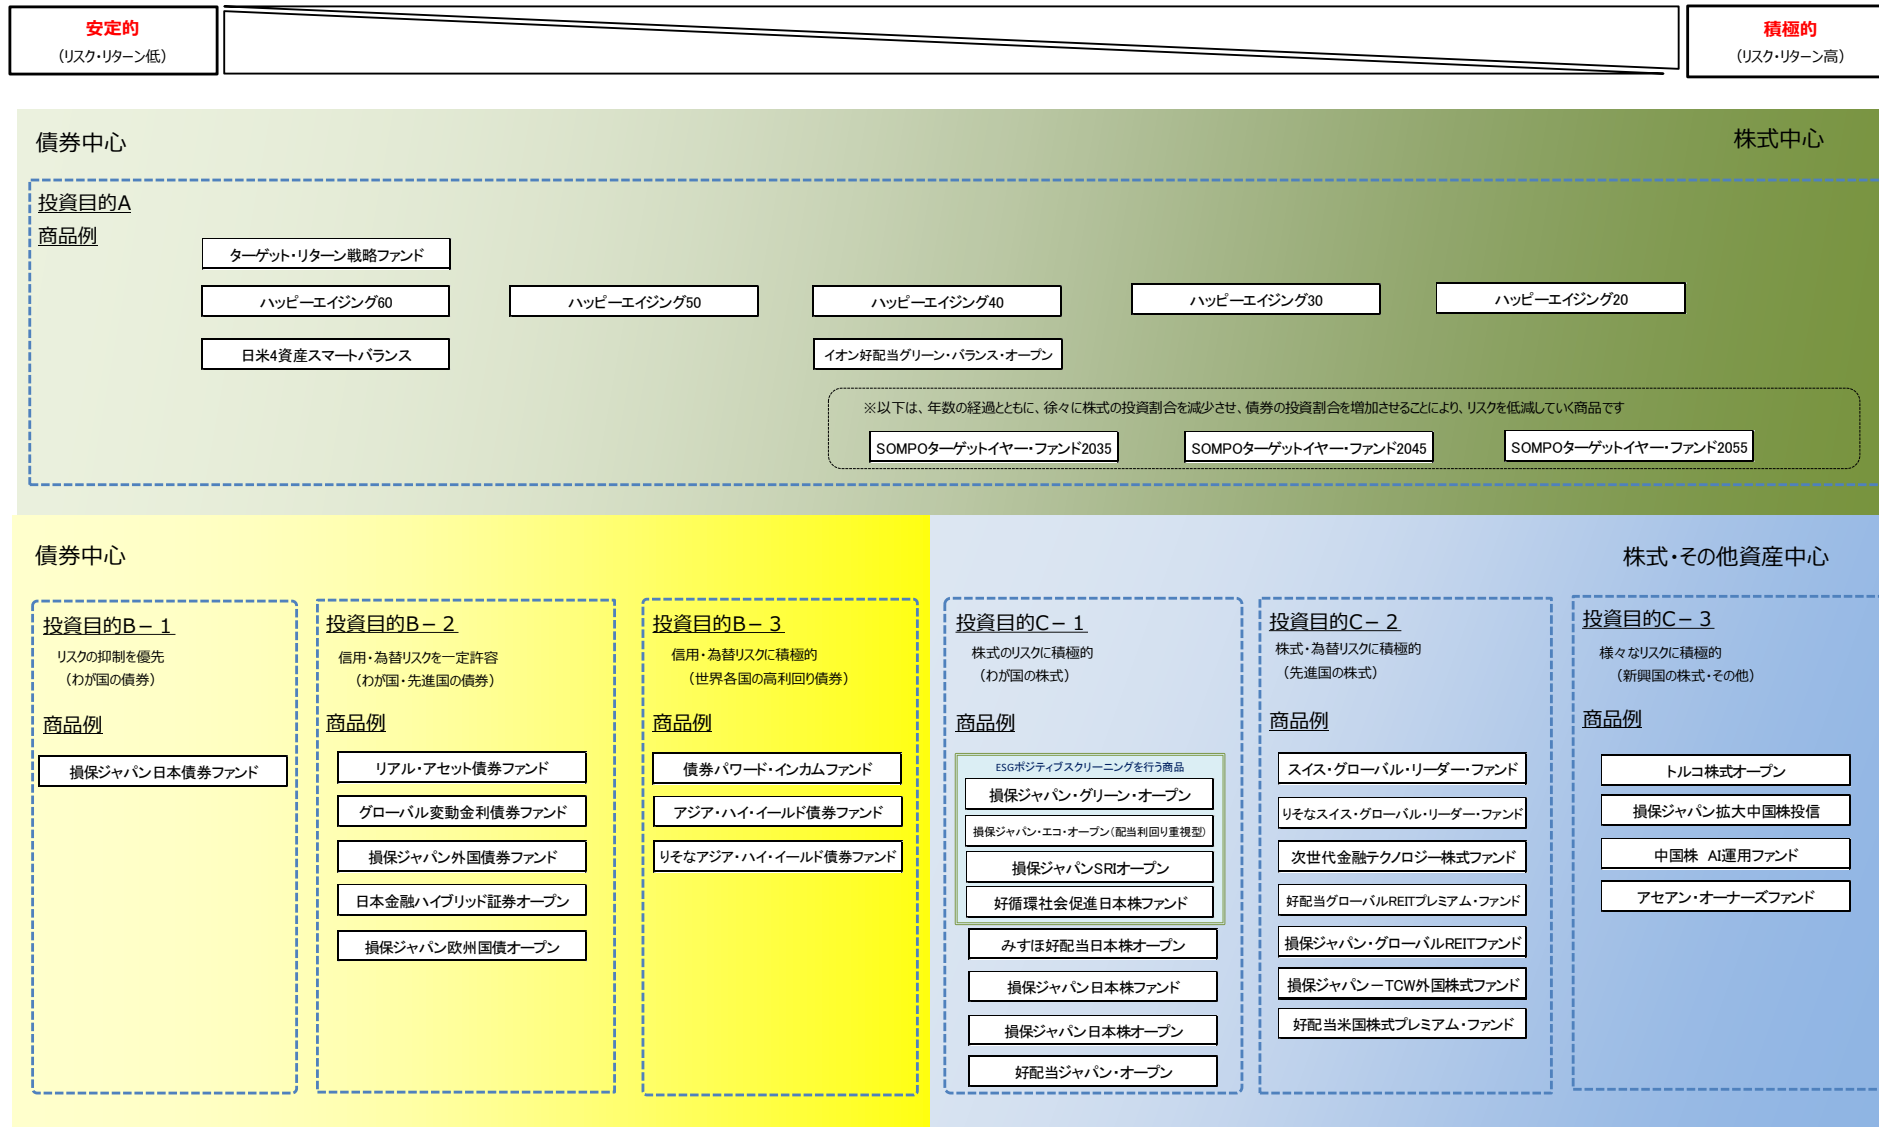 安定的
（リスク・リターン低）
積極的
（リスク・リターン高）
債券中心
株式中心
投資目的A
商品例
ターゲット・リターン戦略ファンド
ハッピーエイジング60
ハッピーエイジング50
ハッピーエイジング40
ハッピーエイジング30
ハッピーエイジング20
日米4資産スマートバランス
イオン好配当グリーン・バランス・オープン
※以下は、年数の経過とともに、徐々に株式の投資割合を減少させ、債券の投資割合を増加させることにより、リスクを低減していく商品です
SOMPOターゲットイヤー・ファンド2035
SOMPOターゲットイヤー・ファンド2045
SOMPOターゲットイヤー・ファンド2055
債券中心
株式・その他資産中心
投資目的B－１
リスクの抑制を優先
（わが国の債券）
商品例
損保ジャパン日本債券ファンド
投資目的B－２
信用・為替リスクを一定許容
（わが国・先進国の債券）
商品例
リアル・アセット債券ファンド
グローバル変動金利債券ファンド
損保ジャパン外国債券ファンド
日本金融ハイブリッド証券オープン
損保ジャパン欧州国債オープン
投資目的B－３
信用・為替リスクに積極的
（世界各国の高利回り債券）
商品例
債券パワード・インカムファンド
アジア・ハイ・イールド債券ファンド
りそなアジア・ハイ・イールド債券ファンド
投資目的C－１
株式のリスクに積極的
（わが国の株式）
商品例
ESGポジティブスクリーニングを行う商品
損保ジャパン・グリーン・オープン
損保ジャパン・エコ・オープン（配当利回り重視型）
損保ジャパンSRIオープン
好循環社会促進日本株ファンド
みずほ好配当日本株オープン
損保ジャパン日本株ファンド
損保ジャパン日本株オープン
好配当ジャパン・オープン
投資目的C－２
株式・為替リスクに積極的
（先進国の株式）
商品例
スイス・グローバル・リーダー・ファンド
りそなスイス・グローバル・リーダー・ファンド
次世代金融テクノロジー株式ファンド
好配当グローバルREITプレミアム・ファンド
損保ジャパン・グローバルREITファンド
損保ジャパン－TCW外国株式ファンド
好配当米国株式プレミアム・ファンド
投資目的C－３
様々なリスクに積極的
（新興国の株式・その他）
商品例
トルコ株式オープン
損保ジャパン拡大中国株投信
中国株　AI運用ファンド
アセアン・オーナーズファンド